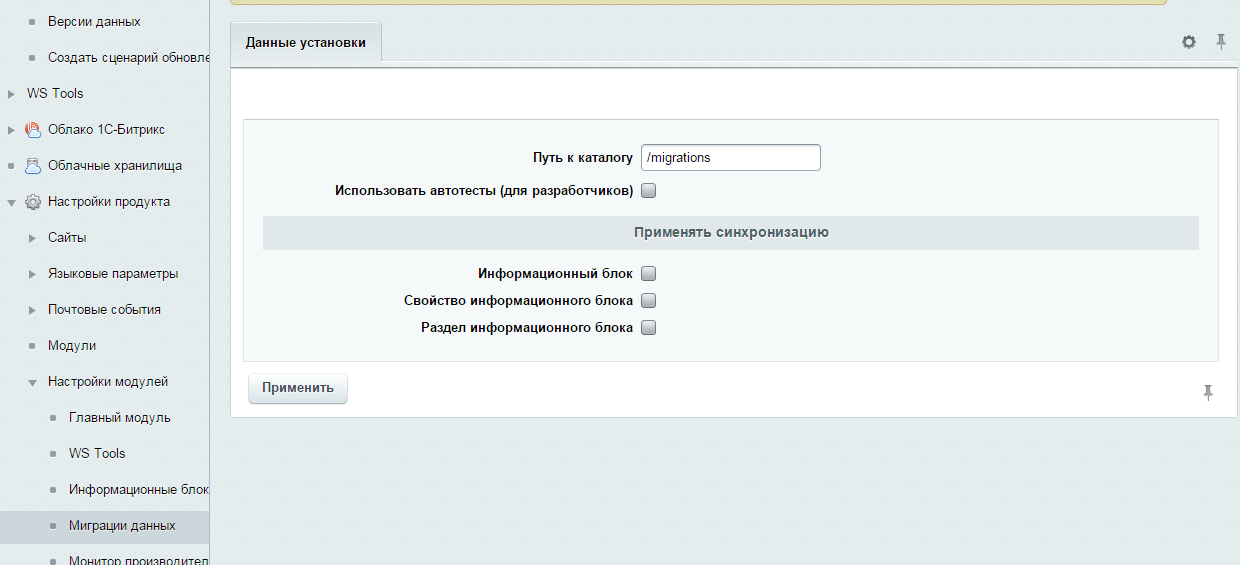 Версии данных
Создать сценарий обновле
WS Tools
Облако 1С-Битрикс
Облачные хранилища
Настройки продукта
Сайты
Языковые параметры
Почтовые события
Модули
Настройки модулей
Главный модуль
WS Tools
Информационные блок
Миграции данных
Монитор производител
Данные установки
Путь к каталогу /migrations
Использовать автотесты (для разработчиков)
Применять синхронизацию
Информационный блок
Свойство информационного блока
Раздел информационного блока
Применить